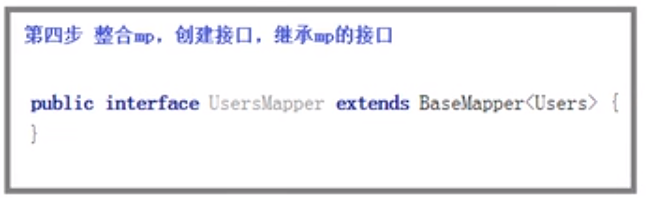 第四步 整合mp，创建接口，继承mp的接口
public interface UsersMapper extends BaseMapper<Users> {
}